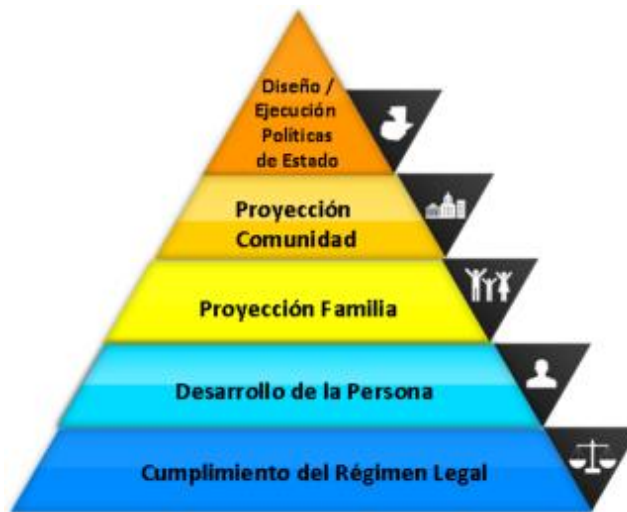 Diseño /
Ejecución
Políticas
de Estado
Proyección
Comunidad
Proyección Familia
Desarrollo de la Persona
Cumplimiento del Régimen Legal